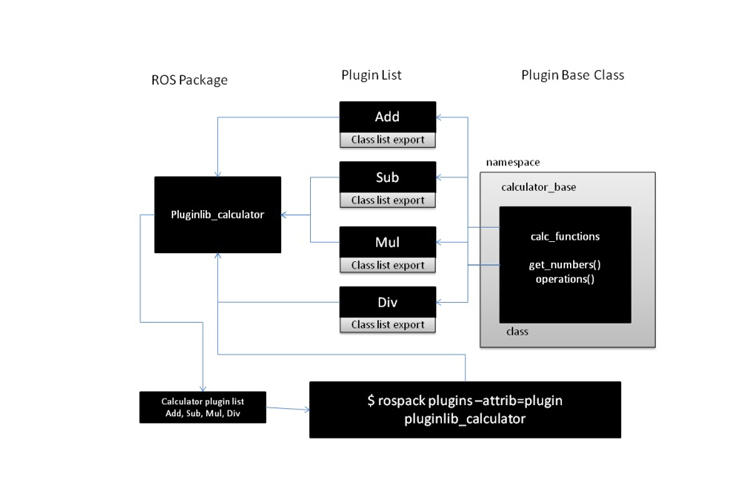 ROS Package
Plugin List
Plugin Base Class
Add
Class list export
Sub
Class list export
Mul
Class list export
Div
Class list export
Pluginlib_calculator
namespace
calculator_base
calc_functions
get_numbers()
operations()
class
Calculator plugin list
Add, Sub, Mul, Div
$ rospack plugins –attrib=plugin
pluginlib_calculator